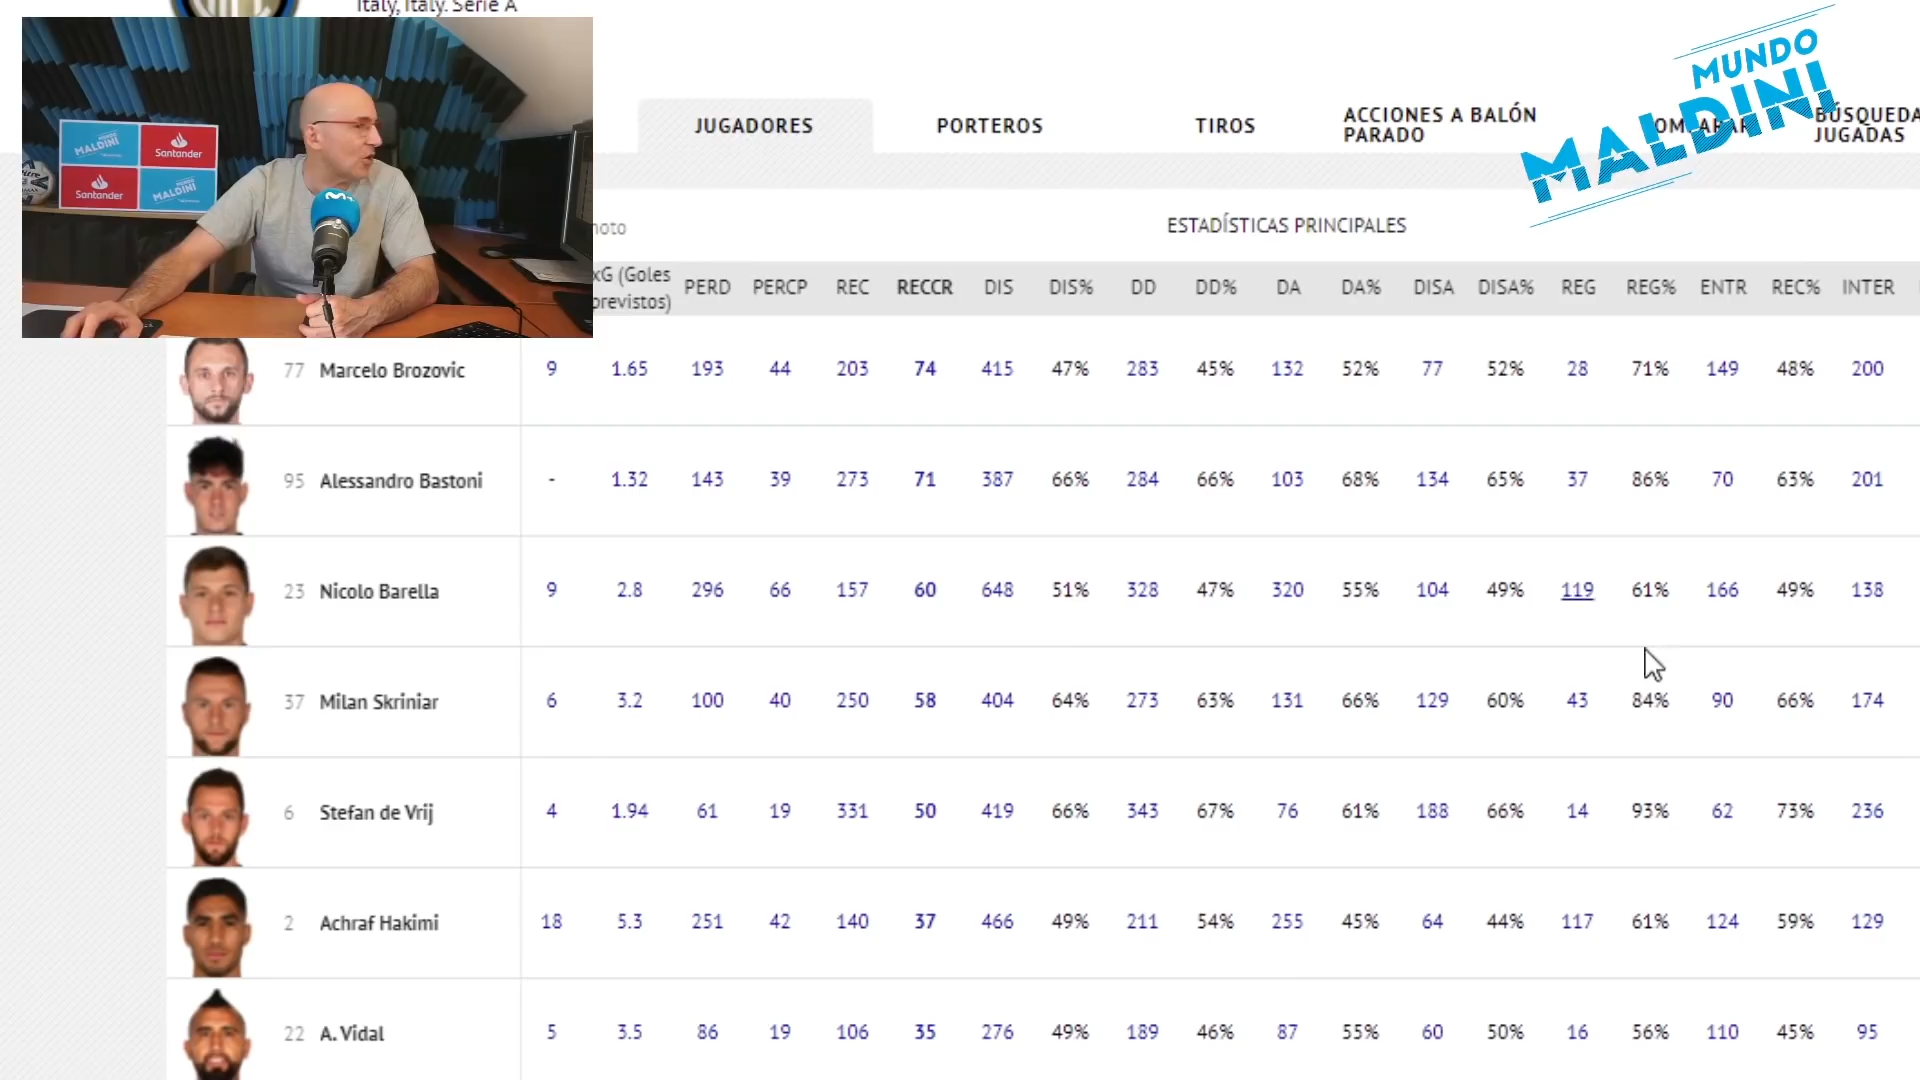 Italy, Italy. Serie A
MUNDO
MALDINI
MALDINI
Santander
Santander
MUNDO
MALDINI
JUGADORES PORTEROS TIROS ACCIONES A BALÓN PARADO BÚSQUEDA JUGADAS
ESTADÍSTICAS PRINCIPALES
xG (Goles previstos) PERD PERCP REC RECCR DIS DIS% DD DD% DA DA% DISA DISA% REG REG% ENTR REC% INTER
77 Marcelo Brozovic 9 1.65 193 44 203 74 415 47% 283 45% 132 52% 77 52% 28 71% 149 48% 200
95 Alessandro Bastoni - 1.32 143 39 273 71 387 66% 284 66% 103 68% 134 65% 37 86% 70 63% 201
23 Nicolo Barella 9 2.8 296 66 157 60 648 51% 328 47% 320 55% 104 49% 119 61% 166 49% 138
37 Milan Skriniar 6 3.2 100 40 250 58 404 64% 273 63% 131 66% 129 60% 43 84% 90 66% 174
6 Stefan de Vrij 4 1.94 61 19 331 50 419 66% 343 67% 76 61% 188 66% 14 93% 62 73% 236
2 Achraf Hakimi 18 5.3 251 42 140 37 466 49% 211 54% 255 45% 64 44% 117 61% 124 59% 129
22 A. Vidal 5 3.5 86 19 106 35 276 49% 189 46% 87 55% 60 50% 16 56% 110 45% 95